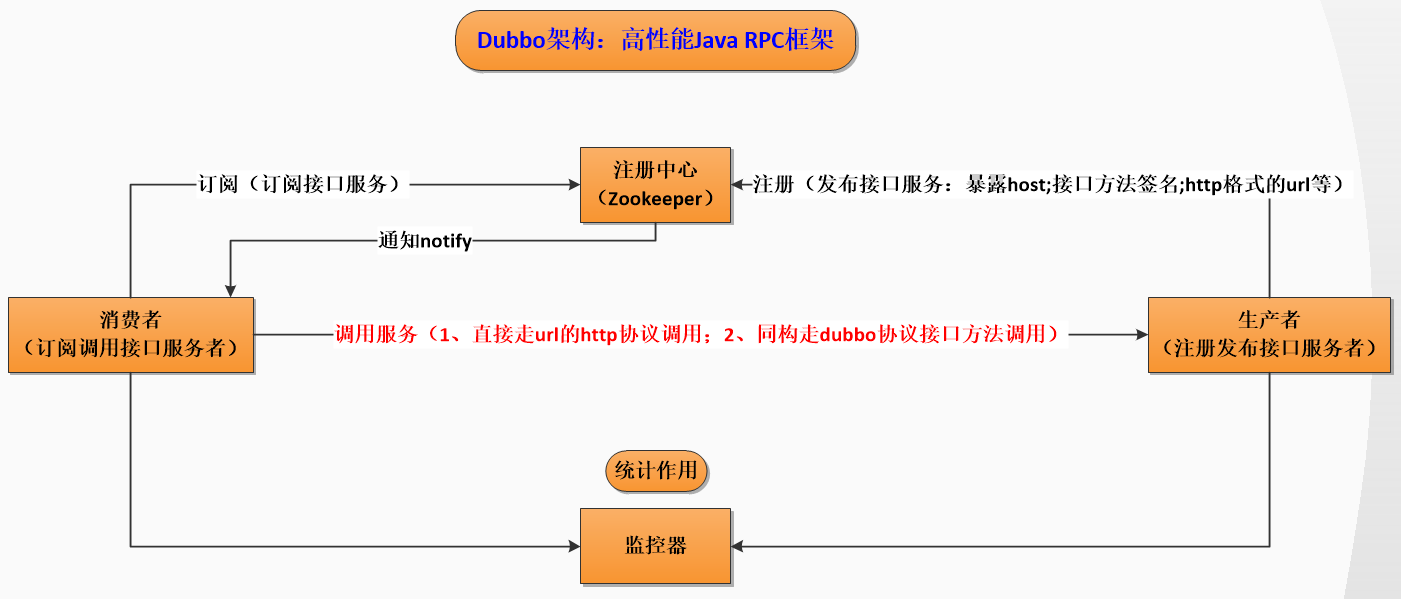 Dubbo架构：高性能Java RPC框架
注册中心
（Zookeeper）
订阅（订阅接口服务）
注册（发布接口服务：暴露host;接口方法签名;http格式的url等）
通知notify
消费者
（订阅调用接口服务者）
调用服务（1、直接走url的http协议调用；2、同构走dubbo协议接口方法调用）
生产者
（注册发布接口服务者）
统计作用
监控器